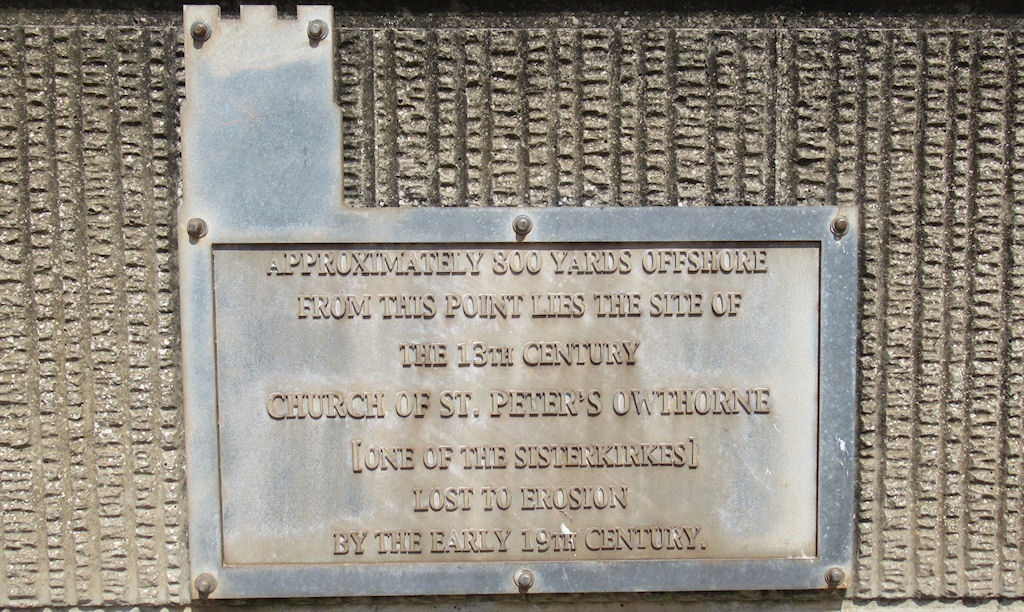 APPROXIMATELY 800 YARDS OFFSHORE
FROM THIS POINT LIES THE SITE OF
THE 13TH CENTURY
CHURCH OF ST. PETER'S OWTHORNE
[ONE OF THE SISTERKIRKES]
LOST TO EROSION
BY THE EARLY 19TH CENTURY.